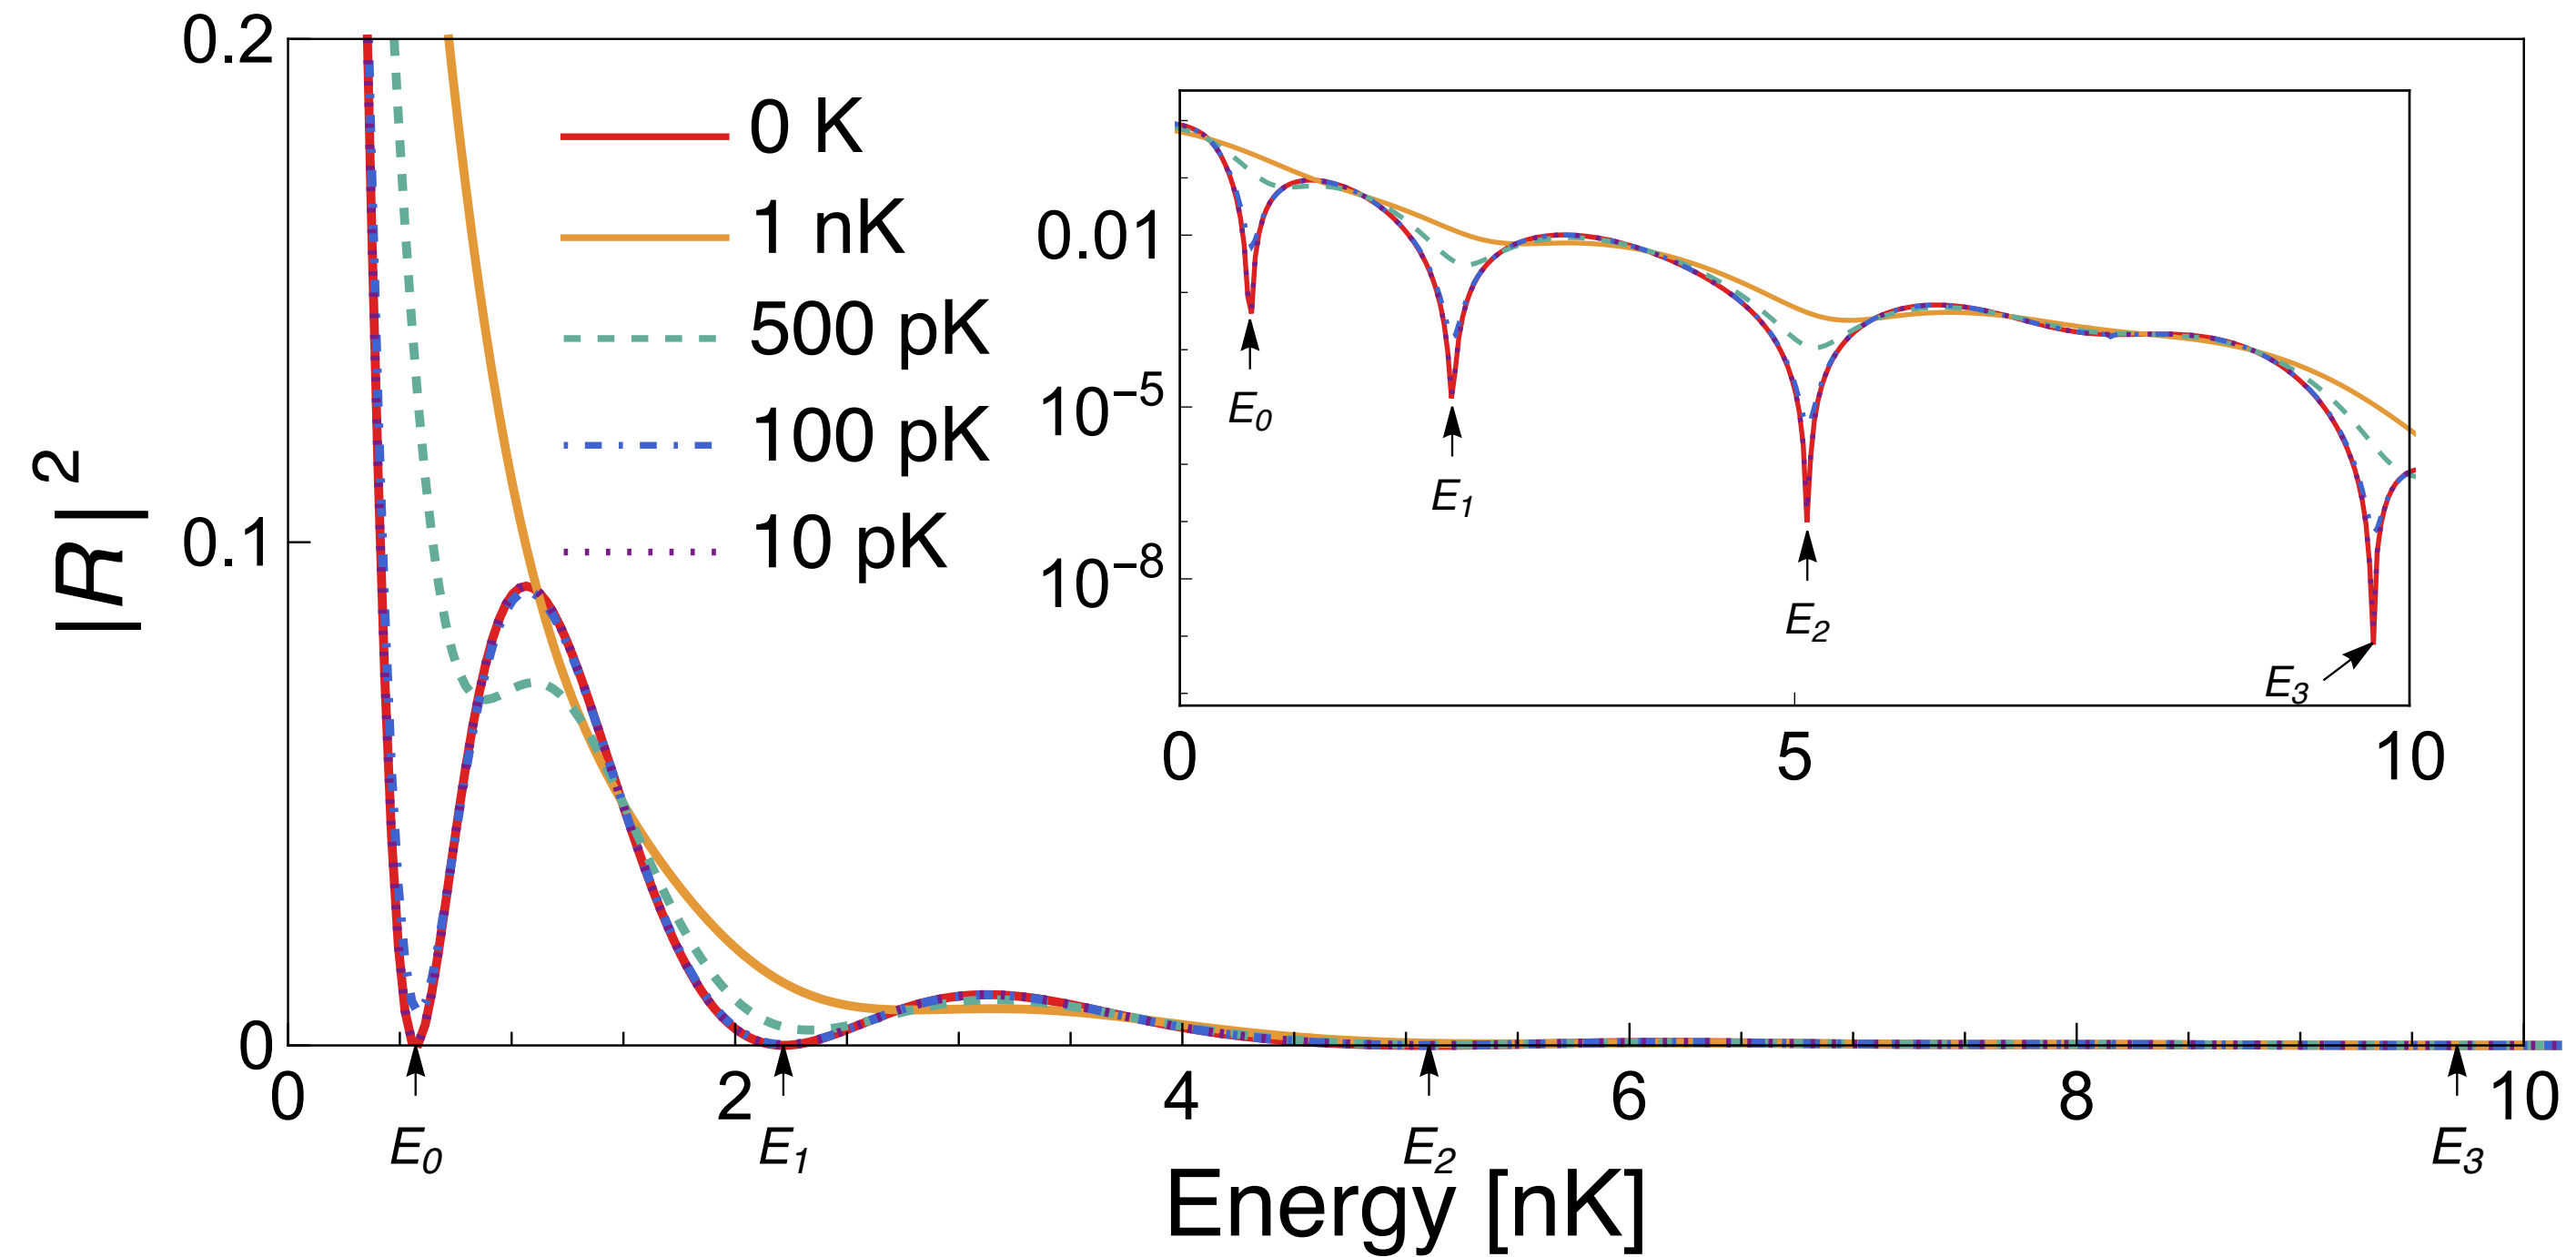 0.2
0.1
0
|R|²
0 K
1 nK
500 pK
100 pK
10 pK
0.01
10⁻⁵
10⁻⁸
E₀
E₁
E₂
E₃
0 5 10
0 2 4 6 8 10
E₀ E₁ E₂ E₃
Energy [nK]